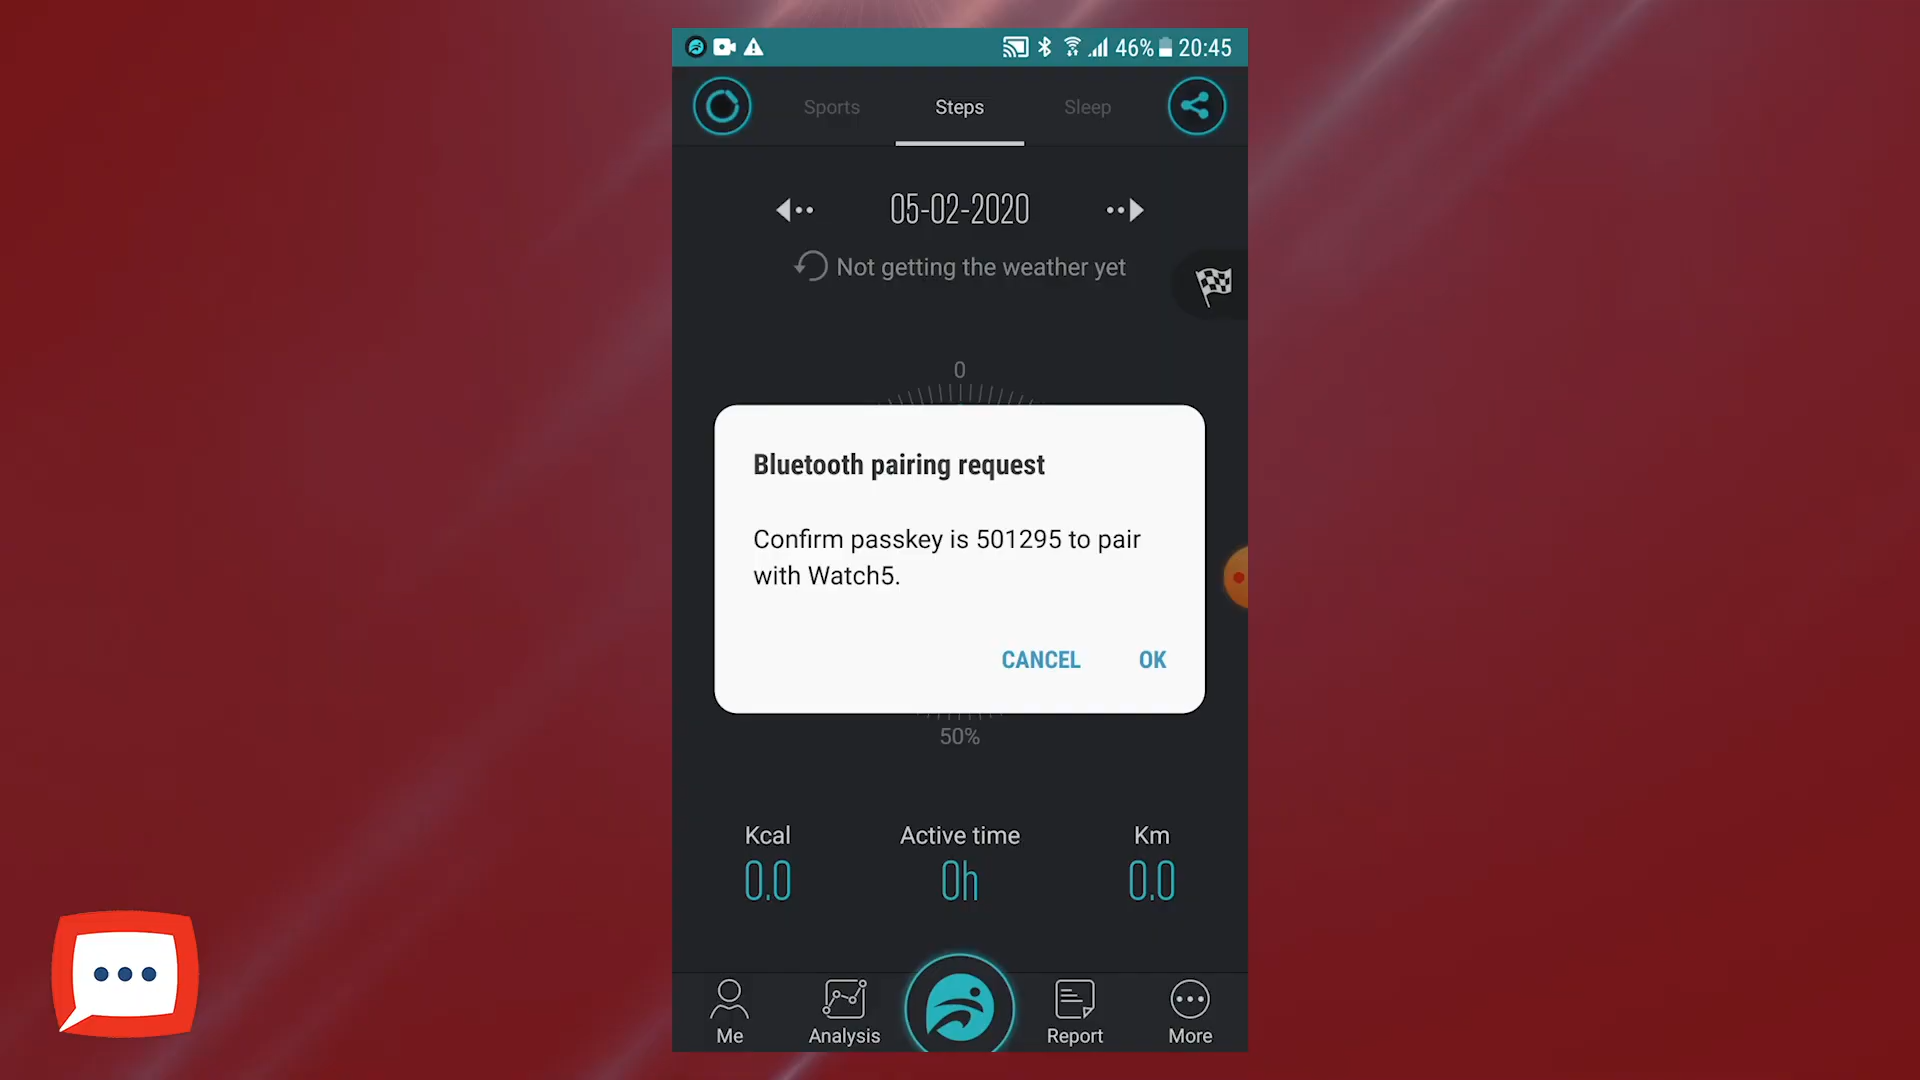 46% 20:45
Sports Steps Sleep
05-02-2020
Not getting the weather yet
0
Bluetooth pairing request
Confirm passkey is 501295 to pair
with Watch5.
CANCEL OK
50%
Kcal Active time Km
0.0 0h 0.0
Me Analysis Report More